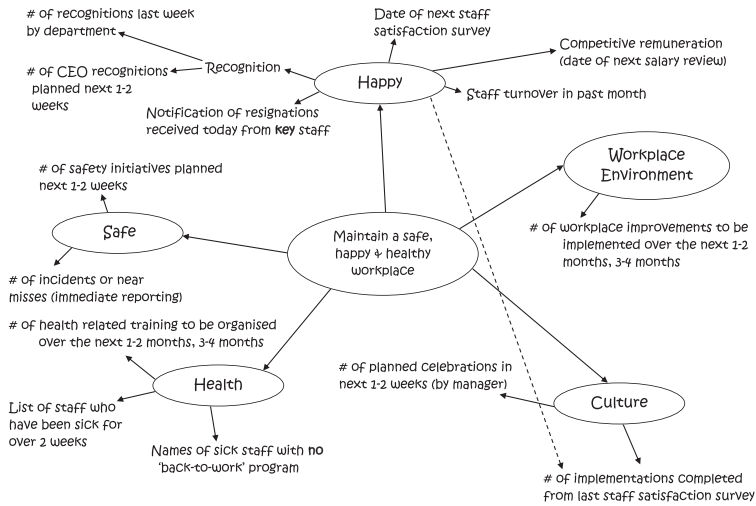 # of recognitions last week
by department
Date of next staff
satisfaction survey
Competitive remuneration
(date of next salary review)
# of CEO recognitions
planned next 1-2
weeks
Recognition
Happy
Staff turnover in past month
Notification of resignations
received today from key staff
# of safety initiatives planned
next 1-2 weeks
Workplace
Environment
Safe
Maintain a safe,
happy & healthy
workplace
# of workplace improvements to be
implemented over the next 1-2
months, 3-4 months
# of incidents or near
misses (immediate reporting)
# of health related training to be organised
over the next 1-2 months, 3-4 months
Health
# of planned celebrations in
next 1-2 weeks (by manager)
Culture
List of staff who
have been sick for
over 2 weeks
Names of sick staff with no
'back-to-work' program
# of implementations completed
from last staff satisfaction survey